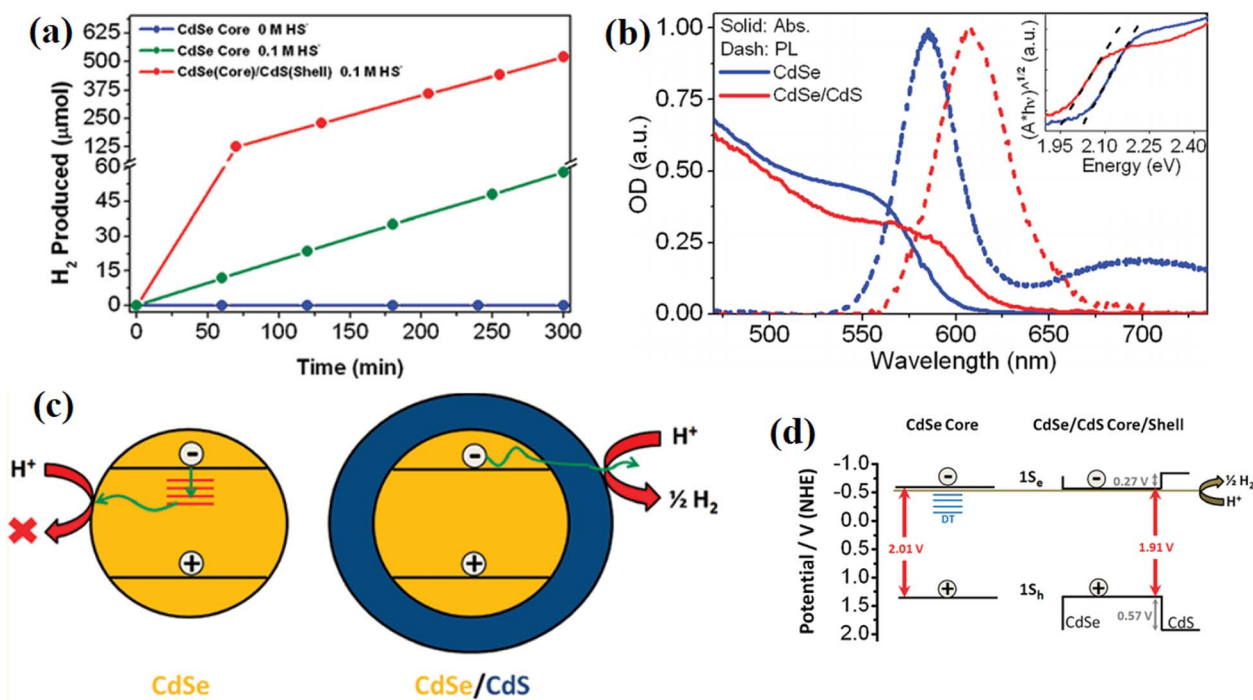 (a)
H₂ Produced (μmol)
625
500
375
250
125
60
45
30
15
0
CdSe Core 0 M HS⁻
CdSe Core 0.1 M HS⁻
CdSe(Core)/CdS(Shell) 0.1 M HS⁻
0 50 100 150 200 250 300
Time (min)
(b)
OD (a.u.)
1.00
0.75
0.50
0.25
0.00
Solid: Abs.
Dash: PL
CdSe
CdSe/CdS
(A*hν)^1/2 (a.u.)
1.95 2.10 2.25 2.40
Energy (eV)
500 550 600 650 700
Wavelength (nm)
(c)
H⁺
-
+
CdSe
-
+
H⁺
½ H₂
CdSe/CdS
(d)
CdSe Core CdSe/CdS Core/Shell
Potential / V (NHE)
-1.0
-0.5
0.0
0.5
1.0
1.5
2.0
-
DT
2.01 V
+
1Sₑ
1Sₕ
-
0.27 V
½ H₂
H⁺
1.91 V
+
0.57 V
CdSe CdS